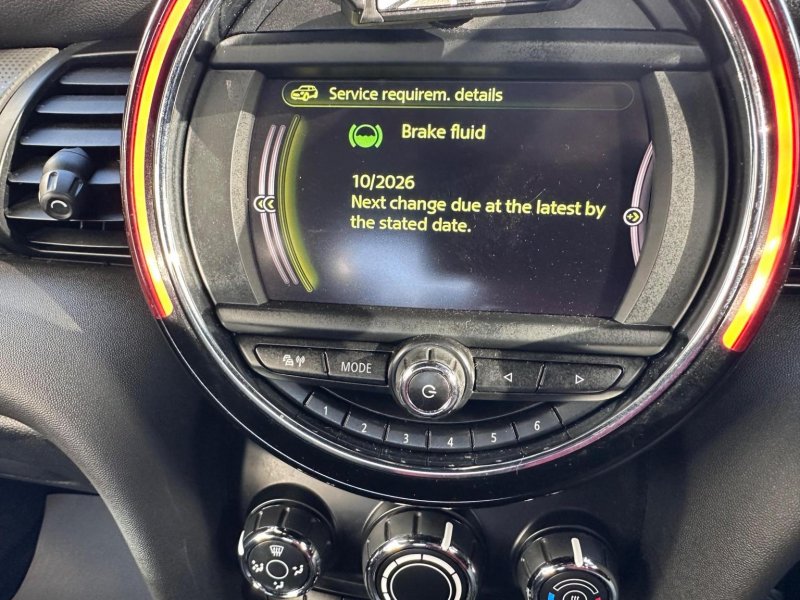 Service requirem. details
Brake fluid
10/2026
Next change due at the latest by
the stated date.
MODE
1 2 3 4 5 6